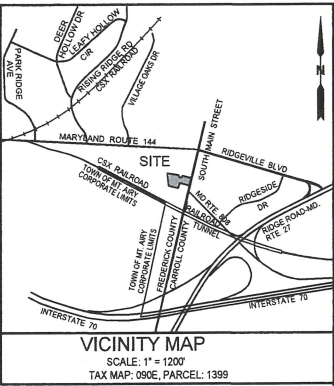 PARK RIDGE
AVE
DEER
HOLLOW DR
LEAFY HOLLOW
CIR
RISING RIDGE RD
CSX RAILROAD
VILLAGE OAKS DR
MARYLAND ROUTE 144
SOUTH MAIN STREET
RIDGEVILLE BLVD
SITE
CSX RAILROAD
TOWN OF MT. AIRY
CORPORATE LIMITS
MD RTE 808
RAILROAD
TUNNEL
RIDGESIDE
DR
RIDGE ROAD-MD.
RTE 27
TOWN OF MT. AIRY
CORPORATE LIMITS
FREDERICK COUNTY
CARROLL COUNTY
INTERSTATE 70
INTERSTATE 70
VICINITY MAP
SCALE: 1" = 1200'
TAX MAP: 090E, PARCEL: 1399